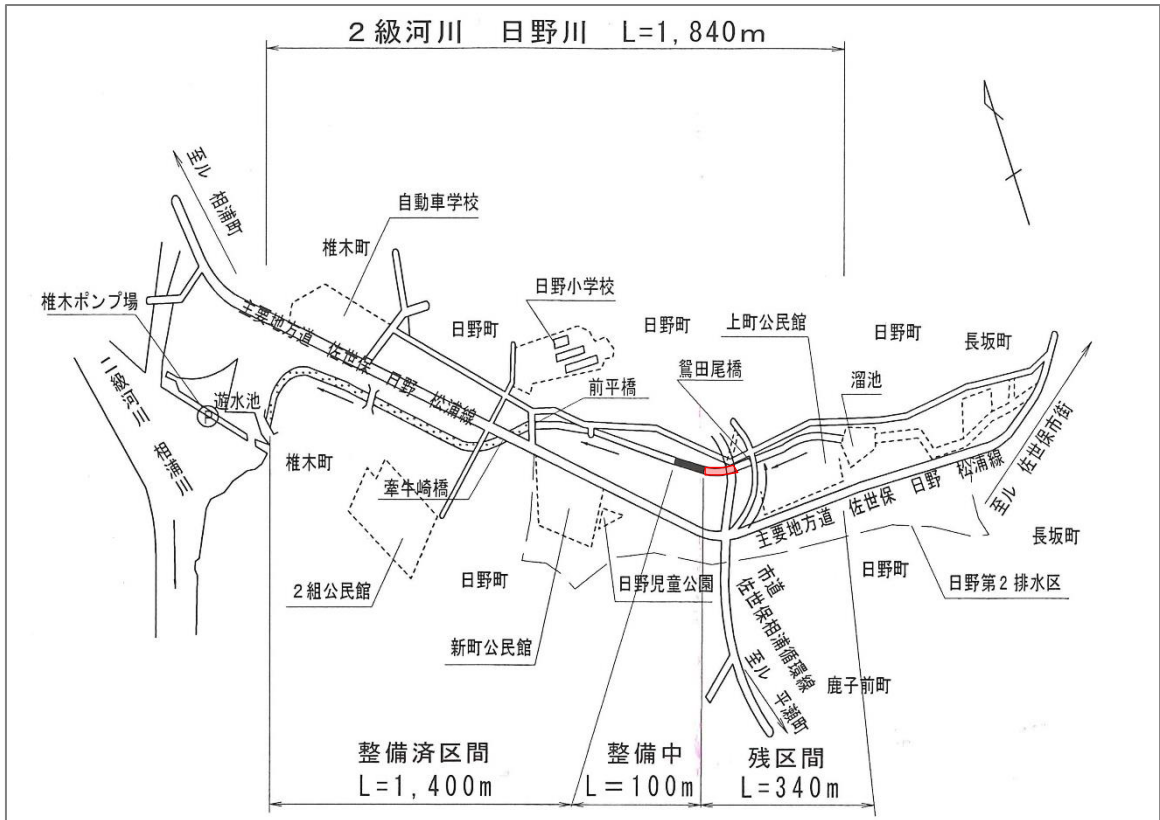 2級河川 日野川 L=1,840m
至ル 相浦町
自動車学校
椎木町
日野小学校
椎木ポンプ場
主要地方道 佐世保 日野 松浦線
日野町
日野町
上町公民館
日野町
長坂町
鴛田尾橋
前平橋
溜池
二級河川 相浦川
遊水池
P
椎木町
牽牛崎橋
主要地方道 佐世保 日野 松浦線
至ル 佐世保市街
長坂町
2組公民館
日野町
日野児童公園
日野町
日野第2排水区
新町公民館
市道
佐世保相浦循環線
至ル 平瀬町
鹿子前町
整備済区間
L=1,400m
整備中
L=100m
残区間
L=340m